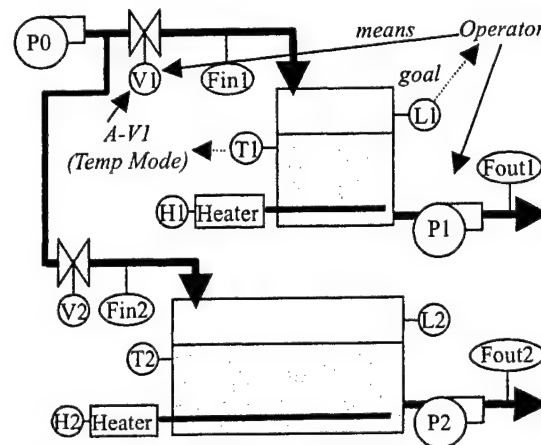 P0
means
Operator
V1
Fin1
goal
A-V1
(Temp Mode)
T1
L1
Fout1
H1
Heater
P1
V2
Fin2
L2
T2
Fout2
H2
Heater
P2